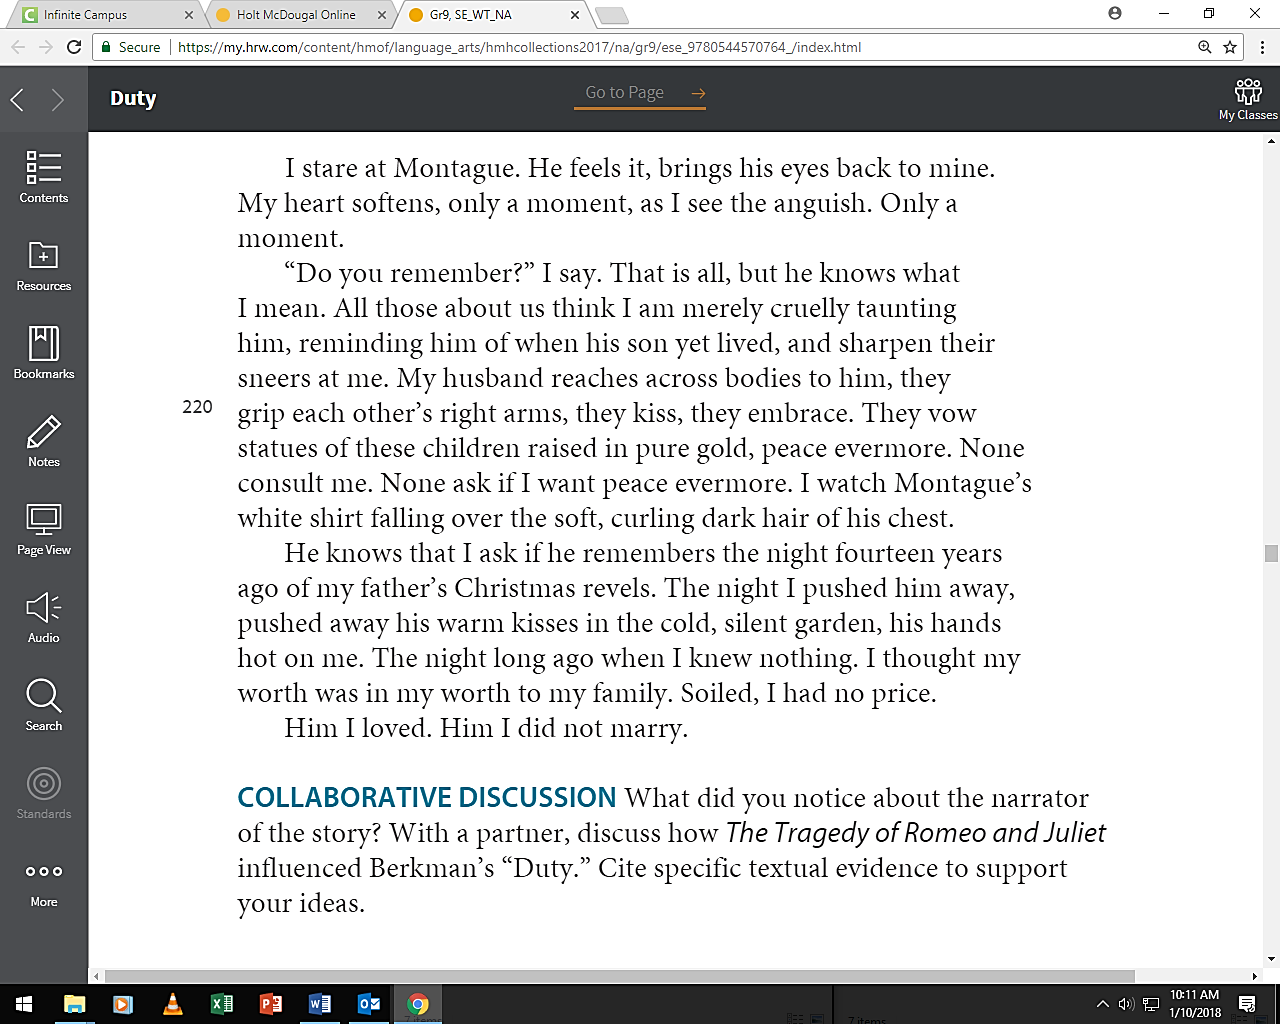 Infinite Campus
Holt McDougal Online
Gr9, SE_WT_NA
Secure
https://my.hrw.com/content/hmof/language_arts/hmhcollections2017/na/gr9/ese_9780544570764_/index.html
Duty
Go to Page
My Classes
Contents
Resources
Bookmarks
Notes
Page View
Audio
Search
Standards
More
I stare at Montague. He feels it, brings his eyes back to mine.
My heart softens, only a moment, as I see the anguish. Only a
moment.
“Do you remember?” I say. That is all, but he knows what
I mean. All those about us think I am merely cruelly taunting
him, reminding him of when his son yet lived, and sharpen their
sneers at me. My husband reaches across bodies to him, they
220 grip each other’s right arms, they kiss, they embrace. They vow
statues of these children raised in pure gold, peace evermore. None
consult me. None ask if I want peace evermore. I watch Montague’s
white shirt falling over the soft, curling dark hair of his chest.
He knows that I ask if he remembers the night fourteen years
ago of my father’s Christmas revels. The night I pushed him away,
pushed away his warm kisses in the cold, silent garden, his hands
hot on me. The night long ago when I knew nothing. I thought my
worth was in my worth to my family. Soiled, I had no price.
Him I loved. Him I did not marry.
COLLABORATIVE DISCUSSION What did you notice about the narrator
of the story? With a partner, discuss how The Tragedy of Romeo and Juliet
influenced Berkman’s “Duty.” Cite specific textual evidence to support
your ideas.
10:11 AM
1/10/2018
7 items
7 items